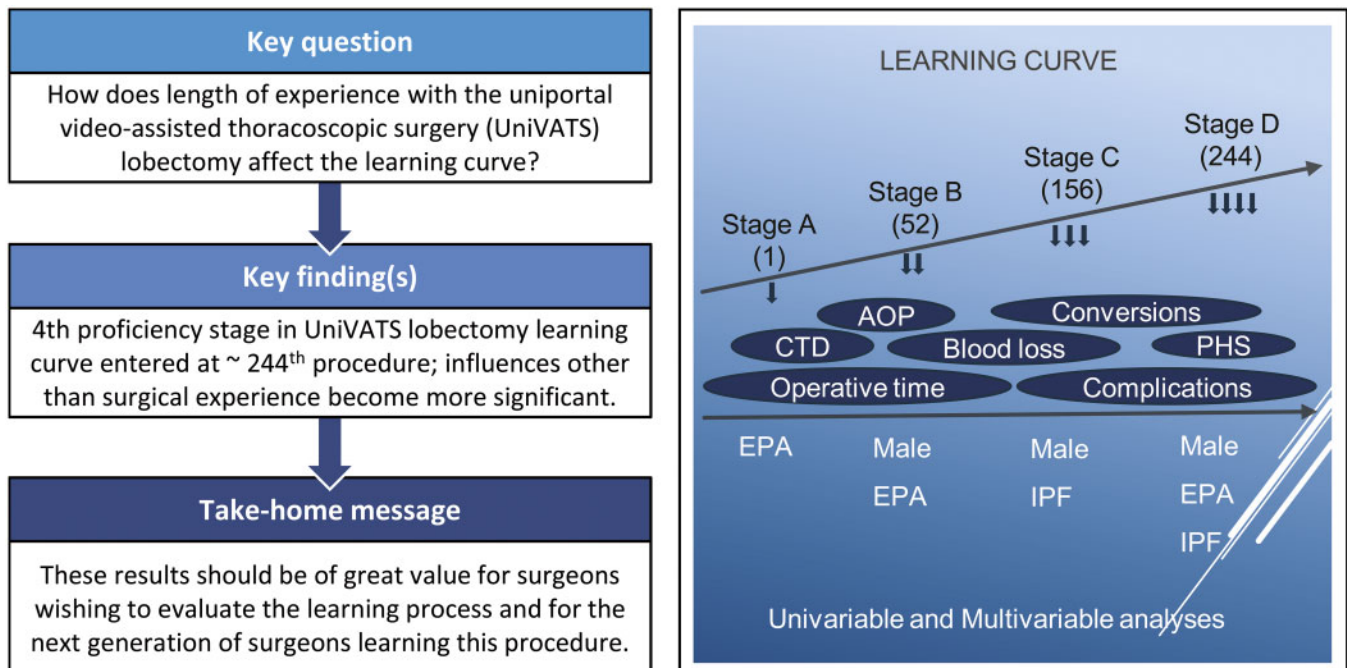 Key question
How does length of experience with the uniportal
video-assisted thoracoscopic surgery (UniVATS)
lobectomy affect the learning curve?
Key finding(s)
4th proficiency stage in UniVATS lobectomy learning
curve entered at ~ 244th procedure; influences other
than surgical experience become more significant.
Take-home message
These results should be of great value for surgeons
wishing to evaluate the learning process and for the
next generation of surgeons learning this procedure.
LEARNING CURVE
Stage A
(1)
Stage B
(52)
Stage C
(156)
Stage D
(244)
AOP
Conversions
CTD
Blood loss
PHS
Operative time
Complications
EPA
Male
EPA
Male
IPF
Male
EPA
IPF
Univariable and Multivariable analyses